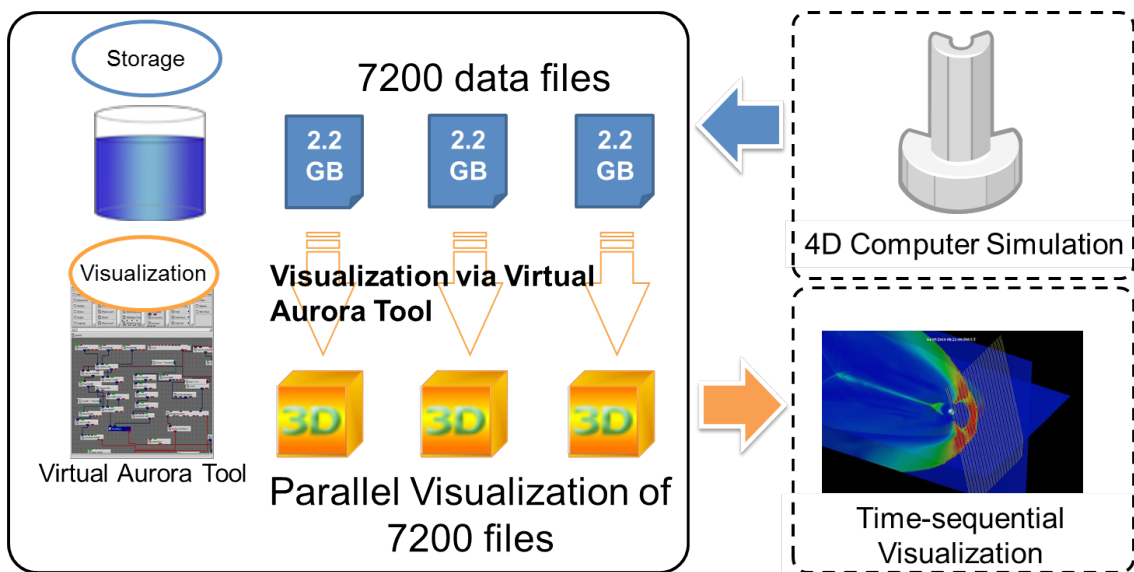 Storage
7200 data files
2.2
GB
2.2
GB
2.2
GB
4D Computer Simulation
Visualization
Visualization via Virtual
Aurora Tool
3D
3D
3D
Virtual Aurora Tool
Parallel Visualization of
7200 files
Time-sequential
Visualization